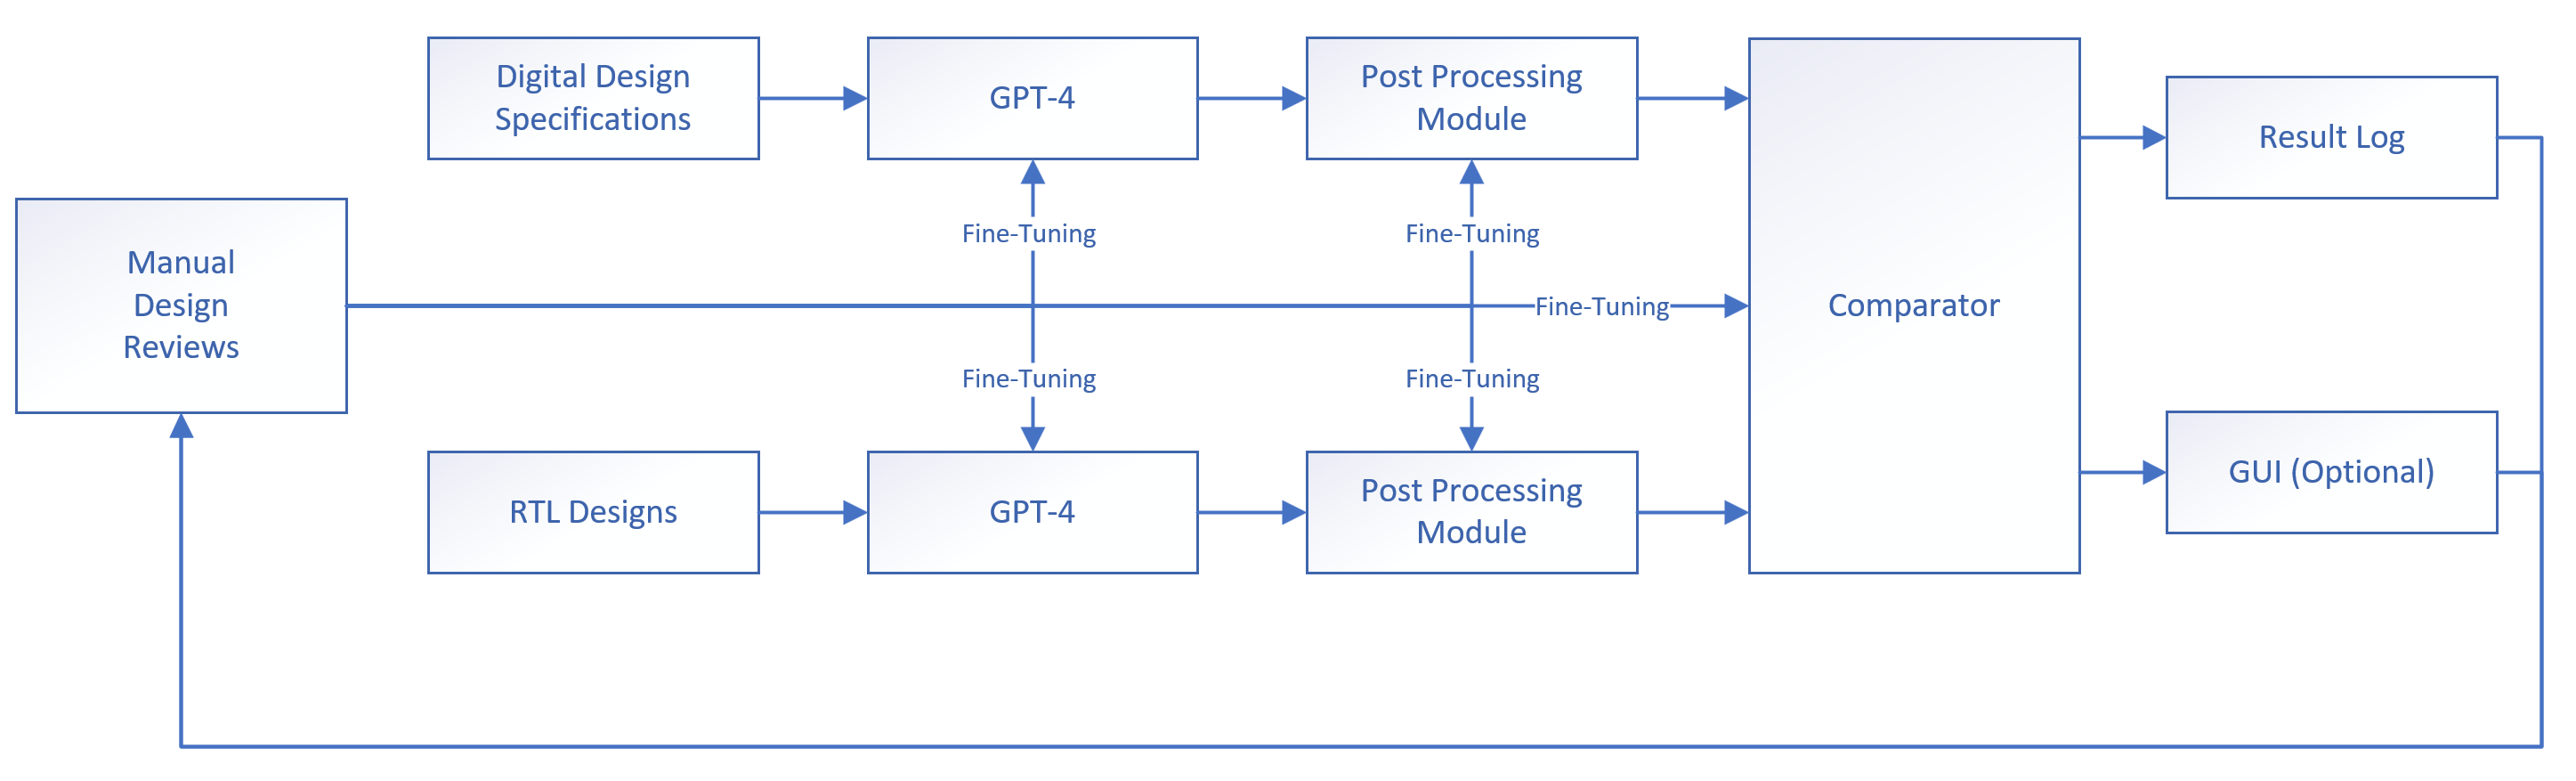 Digital Design
Specifications
GPT-4
Post Processing
Module
Result Log
Fine-Tuning
Fine-Tuning
Manual
Design
Reviews
Fine-Tuning
Comparator
Fine-Tuning
Fine-Tuning
GUI (Optional)
RTL Designs
GPT-4
Post Processing
Module